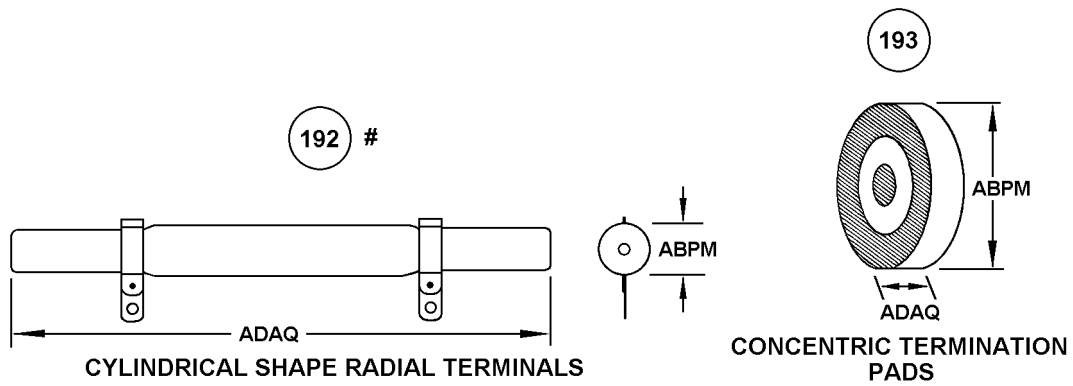 192 #
ADAQ
ABPM
CYLINDRICAL SHAPE RADIAL TERMINALS
193
ABPM
ADAQ
CONCENTRIC TERMINATION
PADS